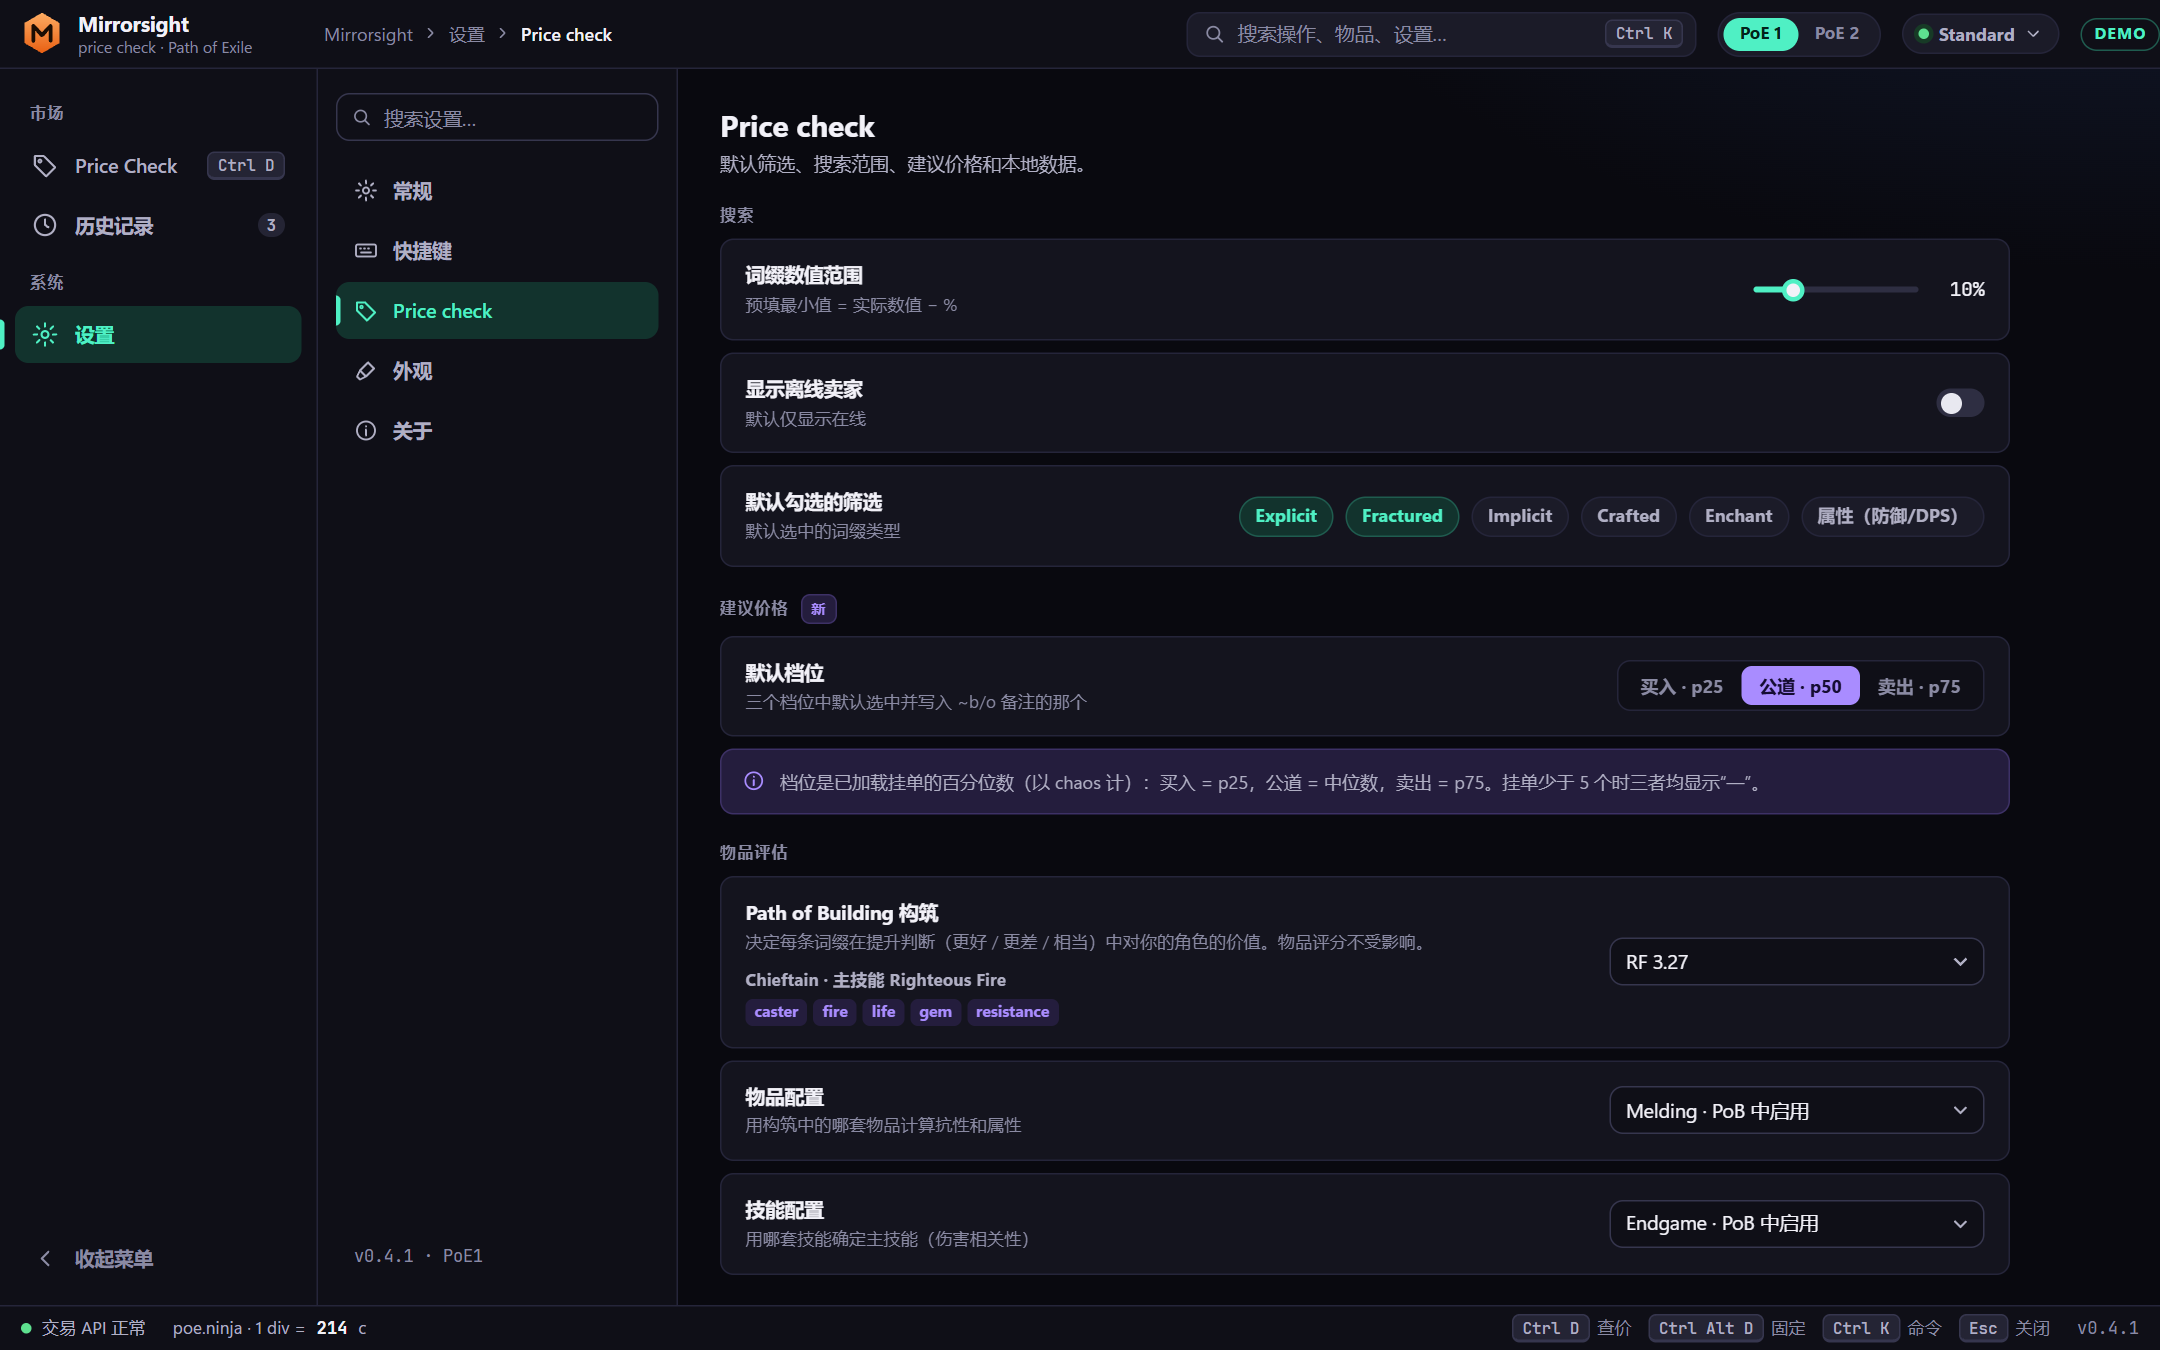 Mirrorsight
price check · Path of Exile
Mirrorsight > 设置 > Price check
搜索操作、物品、设置... Ctrl K
PoE 1 PoE 2
Standard
DEMO
市场
Price Check Ctrl D
历史记录 3
系统
设置
收起菜单
搜索设置...
常规
快捷键
Price check
外观
关于
v0.4.1 · PoE1
Price check
默认筛选、搜索范围、建议价格和本地数据。
搜索
词缀数值范围
预填最小值 = 实际数值 − %
10%
显示离线卖家
默认仅显示在线
默认勾选的筛选
默认选中的词缀类型
Explicit Fractured Implicit Crafted Enchant 属性（防御/DPS）
建议价格 新
默认档位
三个档位中默认选中并写入 ~b/o 备注的那个
买入 · p25 公道 · p50 卖出 · p75
档位是已加载挂单的百分位数（以 chaos 计）：买入 = p25，公道 = 中位数，卖出 = p75。挂单少于 5 个时三者均显示“—”。
物品评估
Path of Building 构筑
决定每条词缀在提升判断（更好 / 更差 / 相当）中对你的角色的价值。物品评分不受影响。
Chieftain · 主技能 Righteous Fire
caster fire life gem resistance
RF 3.27
物品配置
用构筑中的哪套物品计算抗性和属性
Melding · PoB 中启用
技能配置
用哪套技能确定主技能（伤害相关性）
Endgame · PoB 中启用
交易 API 正常 poe.ninja · 1 div = 214 c
Ctrl D 查价 Ctrl Alt D 固定 Ctrl K 命令 Esc 关闭 v0.4.1